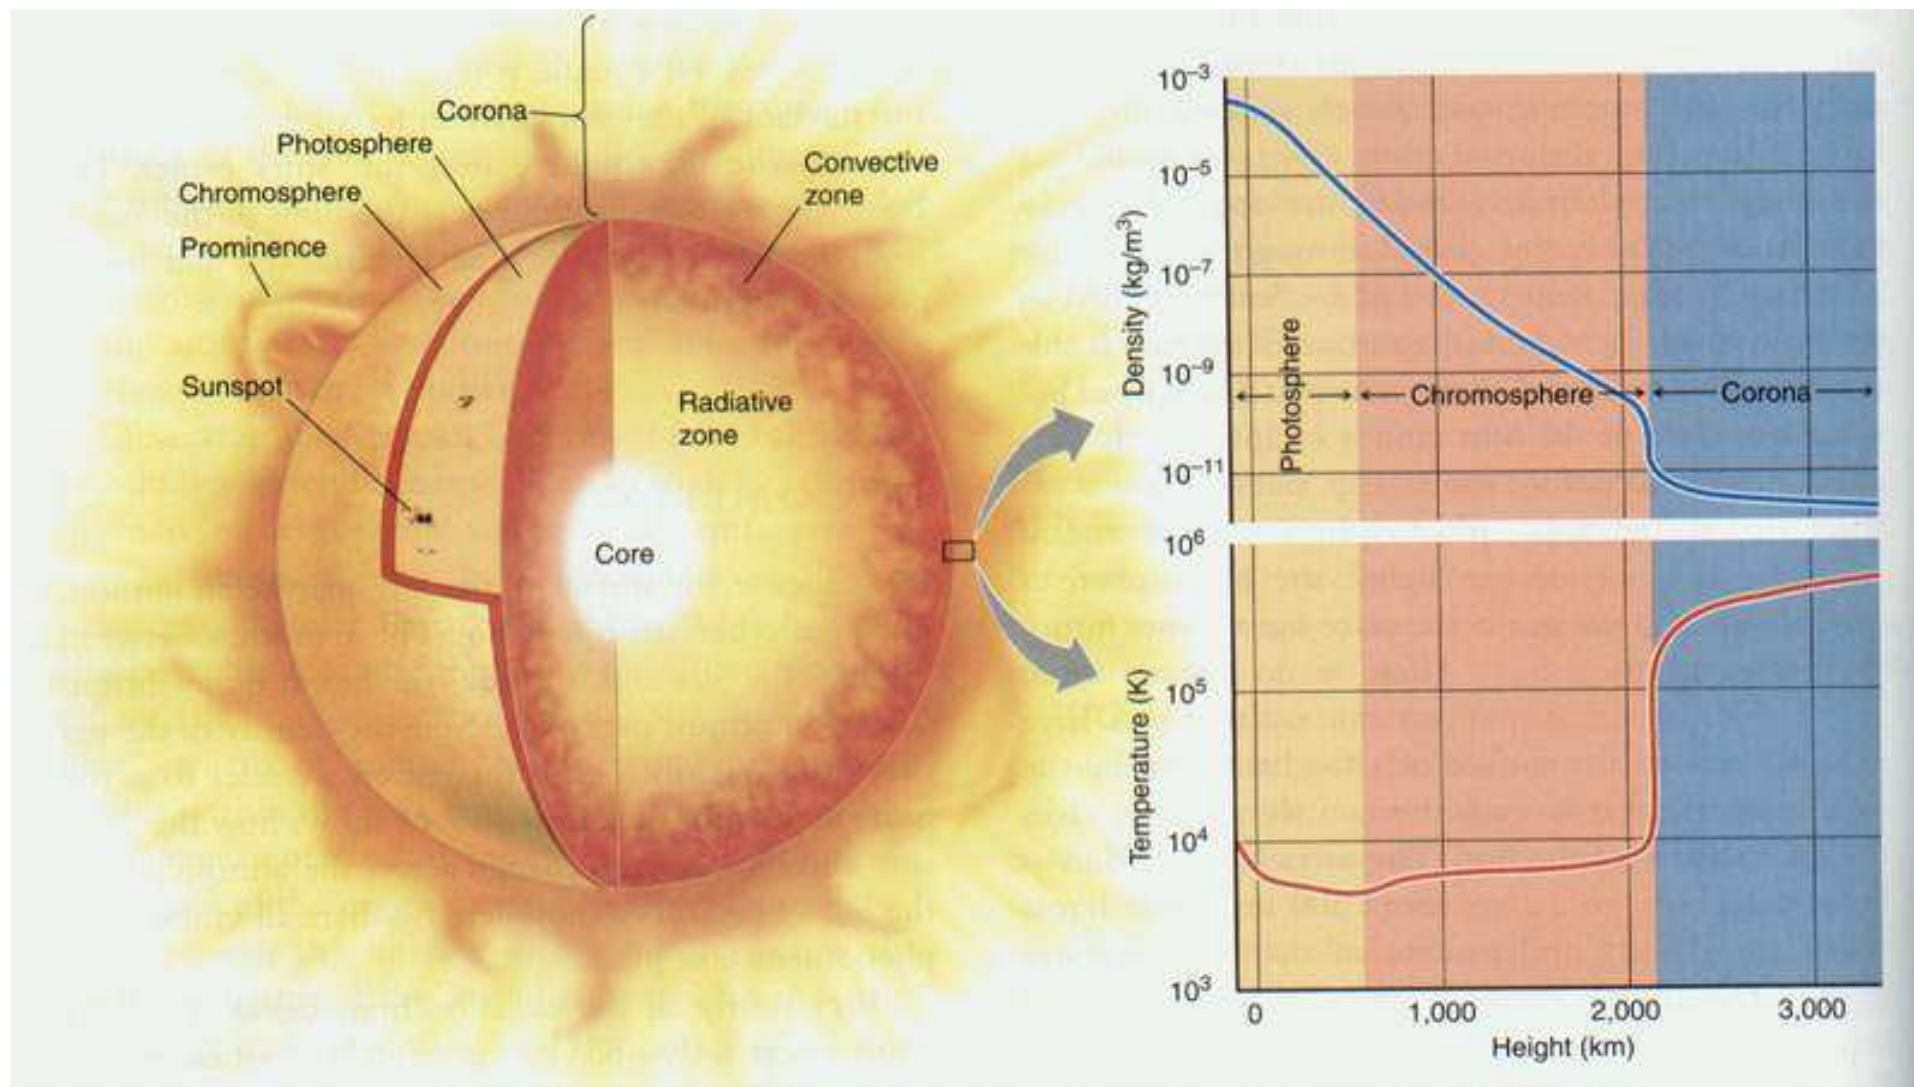 Corona
Photosphere
Chromosphere
Prominence
Sunspot
Convective
zone
Radiative
zone
Core
Density (kg/m³)
10⁻³
10⁻⁵
10⁻⁷
10⁻⁹
10⁻¹¹
Photosphere
Chromosphere
Corona
Temperature (K)
10⁶
10⁵
10⁴
10³
0
1,000
2,000
3,000
Height (km)